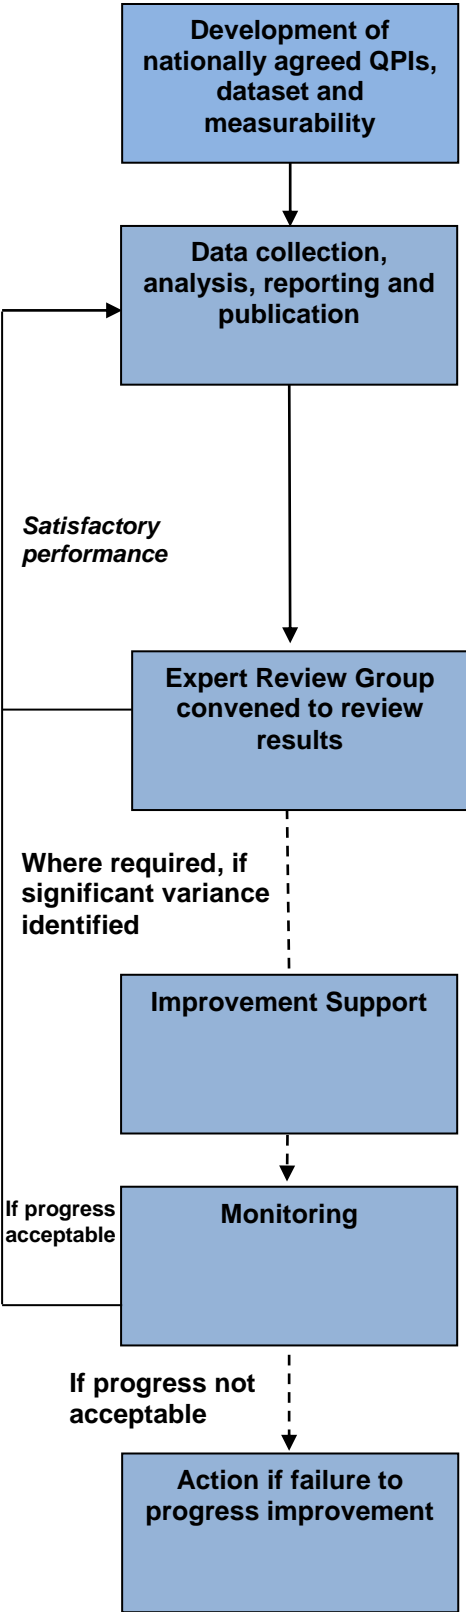 Development of
nationally agreed QPIs,
dataset and
measurability
Data collection,
analysis, reporting and
publication
Satisfactory
performance
Expert Review Group
convened to review
results
Where required, if
significant variance
identified
Improvement Support
If progress
acceptable
Monitoring
If progress not
acceptable
Action if failure to
progress improvement